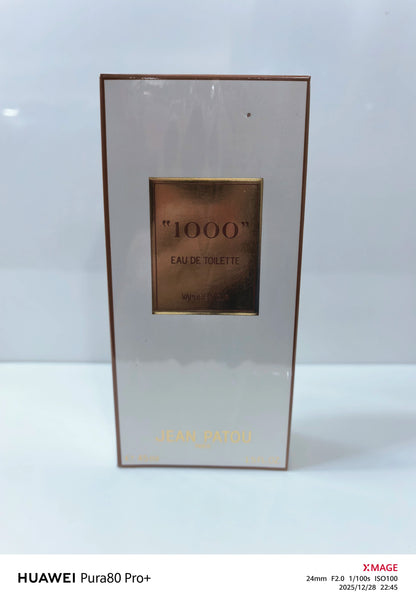 "1000"
EAU DE TOILETTE
JEAN PATOU
HUAWEI Pura80 Pro+
XMAGE
24mm F2.0 1/100s ISO100
2025/12/28 22:45